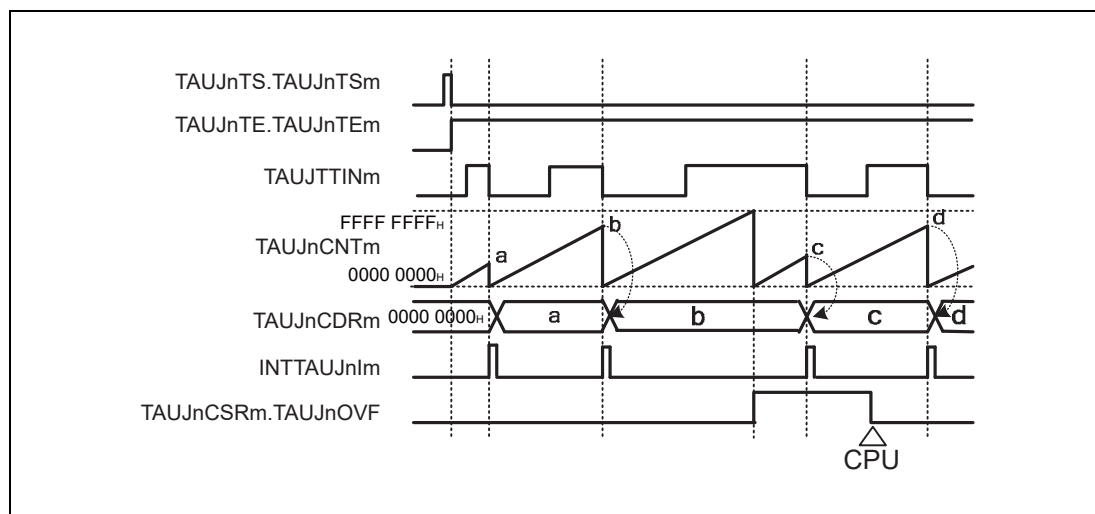 TAUJnTS.TAUJnTSm
TAUJnTE.TAUJnTEm
TAUJTTINm
FFFF FFFFH
TAUJnCNTm
0000 0000H
a
b
c
d
TAUJnCDRm 0000 0000H a b c d
INTTAUJnIm
TAUJnCSRm.TAUJnOVF
CPU